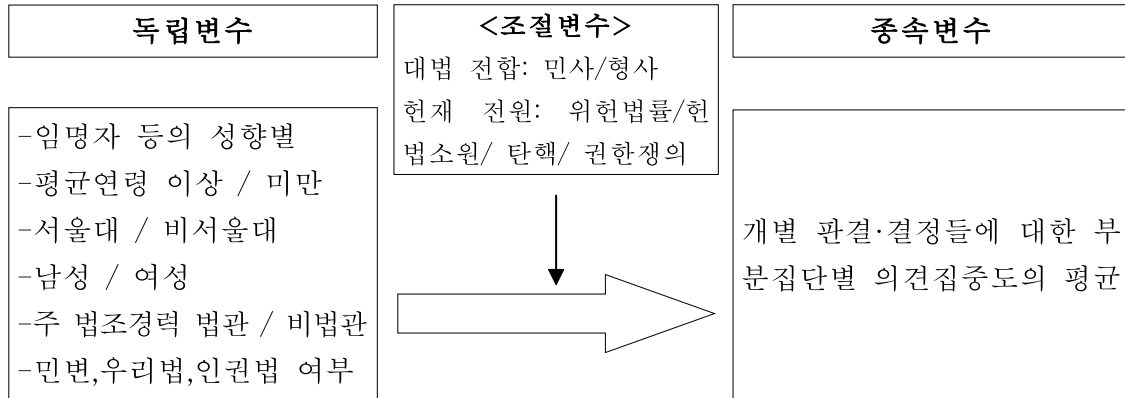 독립변수
-임명자 등의 성향별
-평균연령 이상 / 미만
-서울대 / 비서울대
-남성 / 여성
-주 법조경력 법관 / 비법관
-민변,우리법,인권법 여부
<조절변수>
대법 전합: 민사/형사
헌재 전원: 위헌법률/헌
법소원/ 탄핵/ 권한쟁의
종속변수
개별 판결·결정들에 대한 부
분집단별 의견집중도의 평균